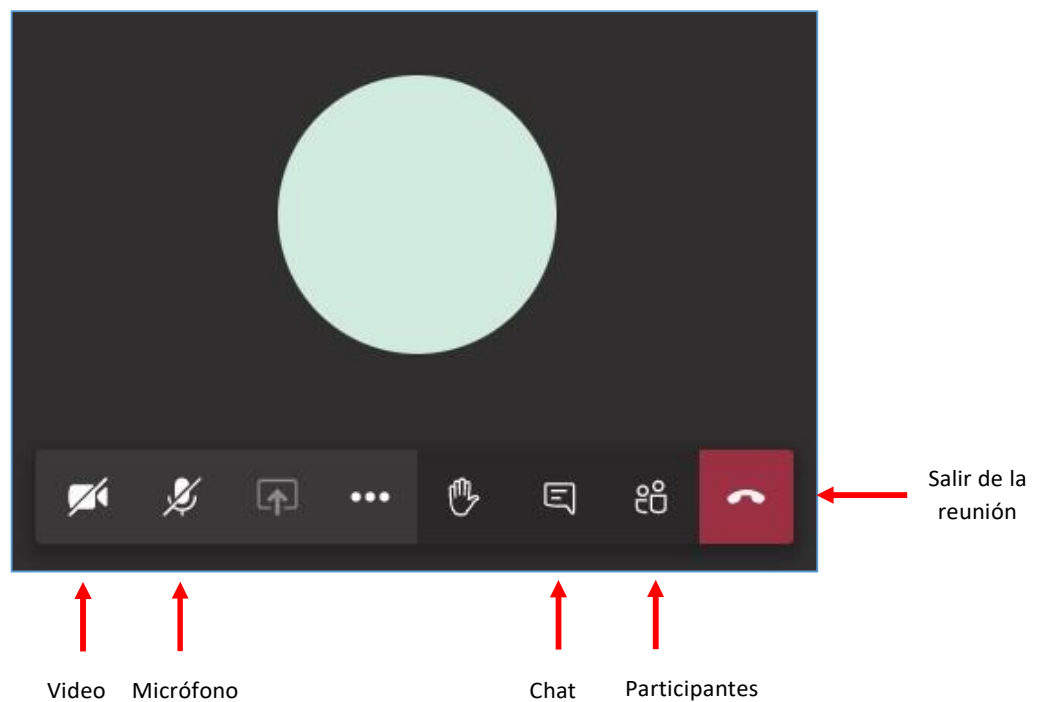 Salir de la
reunión
Video
Micrófono
Chat
Participantes